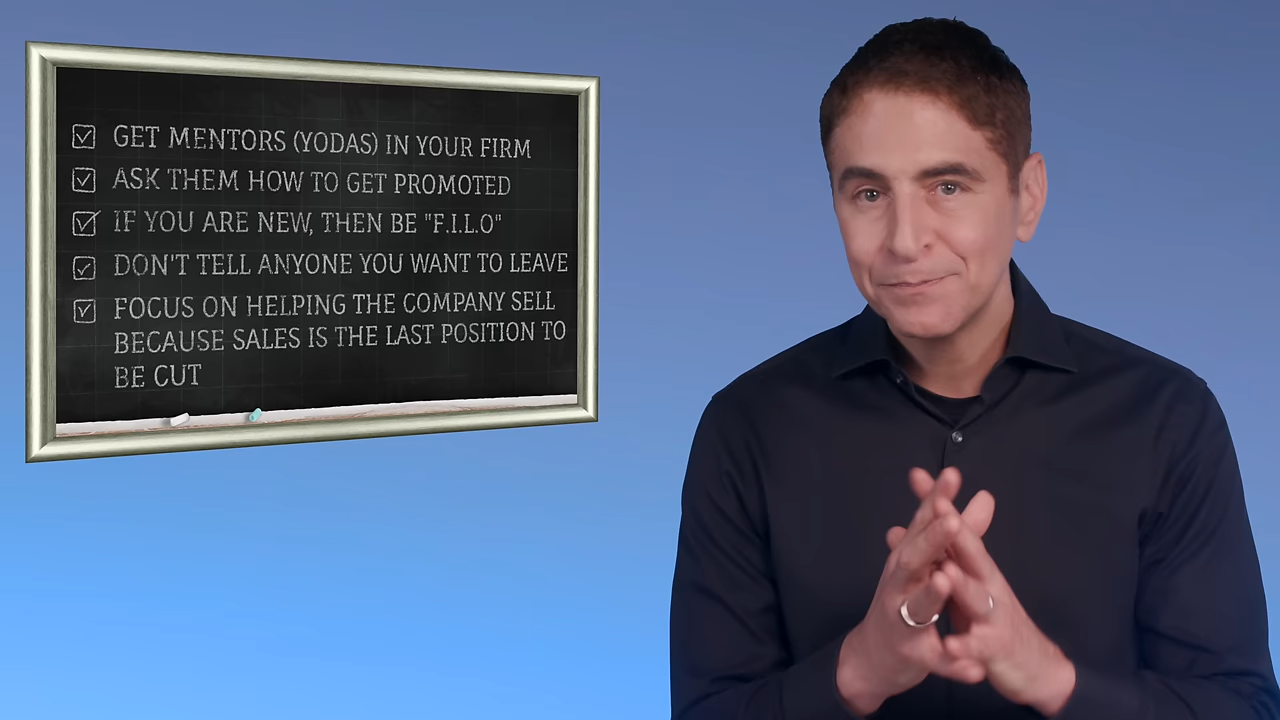 GET MENTORS (YODAS) IN YOUR FIRM
ASK THEM HOW TO GET PROMOTED
IF YOU ARE NEW, THEN BE "F.I.L.O"
DON'T TELL ANYONE YOU WANT TO LEAVE
FOCUS ON HELPING THE COMPANY SELL
BECAUSE SALES IS THE LAST POSITION TO
BE CUT